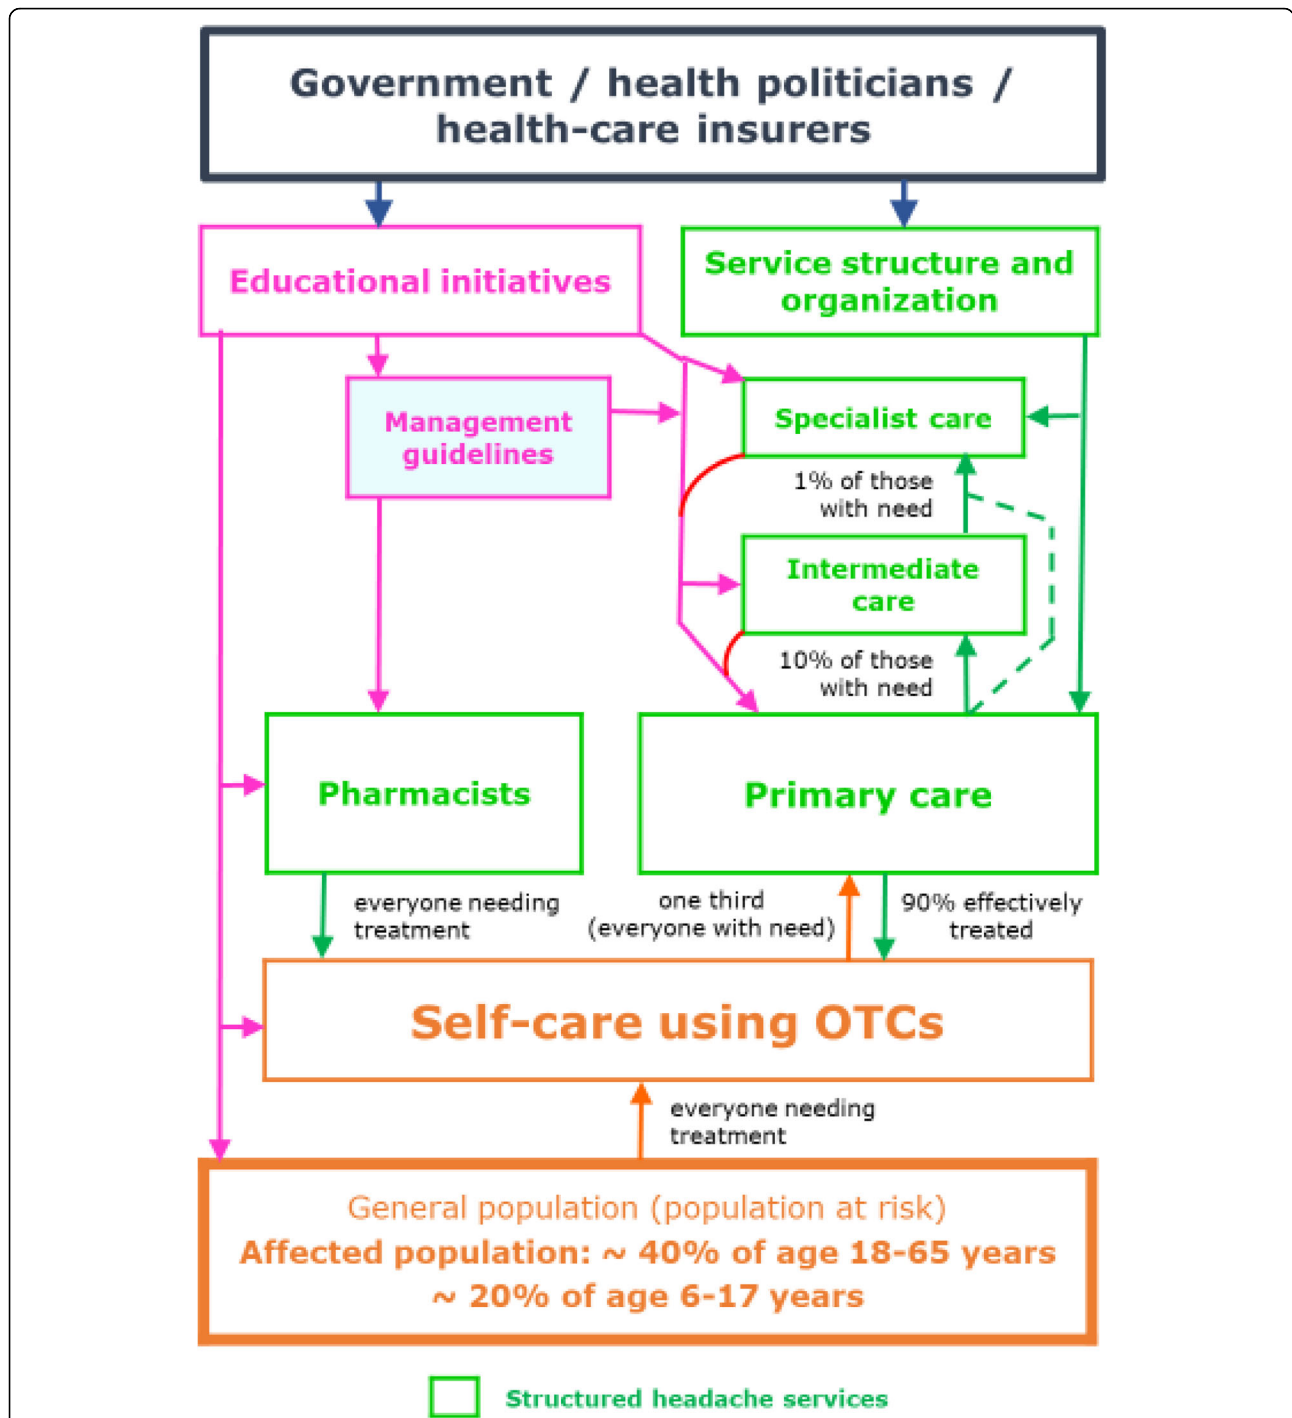 Government / health politicians /
health-care insurers
Educational initiatives
Service structure and
organization
Management
guidelines
Specialist care
1% of those
with need
Intermediate
care
10% of those
with need
Pharmacists
Primary care
everyone needing
treatment
one third
(everyone with need)
90% effectively
treated
Self-care using OTCs
everyone needing
treatment
General population (population at risk)
Affected population: ~ 40% of age 18-65 years
~ 20% of age 6-17 years
Structured headache services